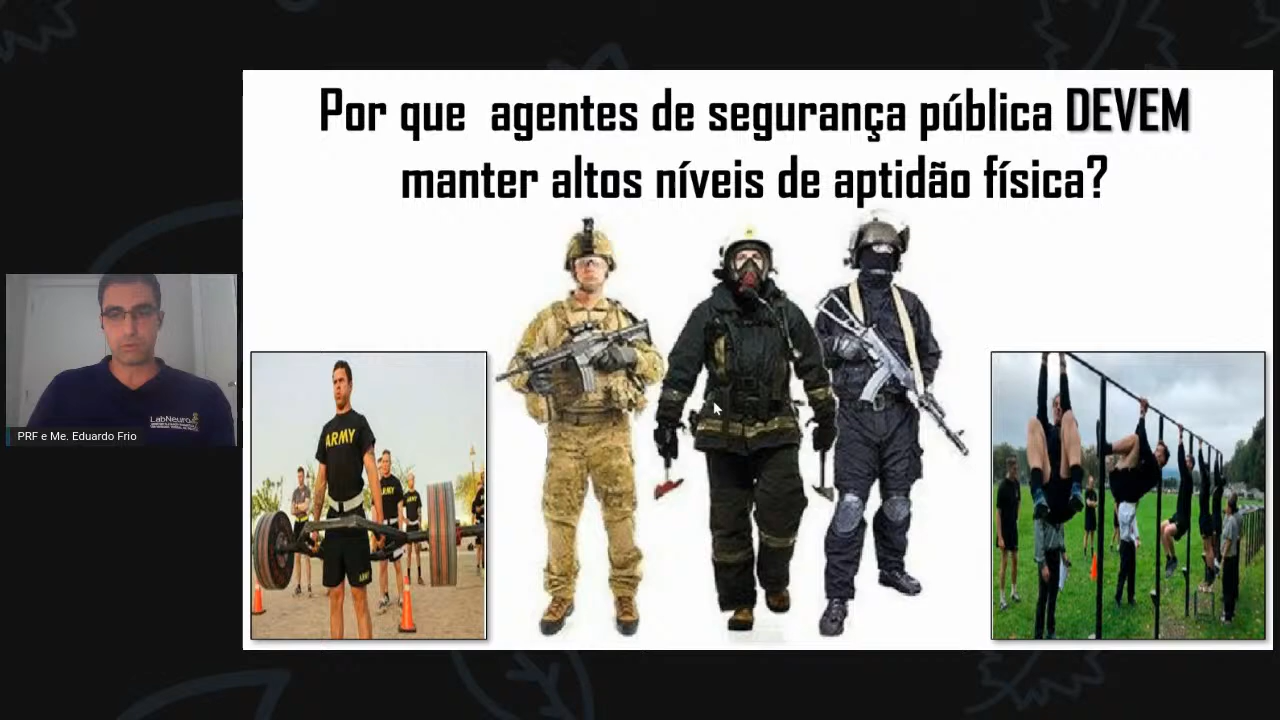 Por que agentes de segurança pública DEVEM
manter altos níveis de aptidão física?
LabNeuro
PRF e Me. Eduardo Frio
ARMY
ARMY